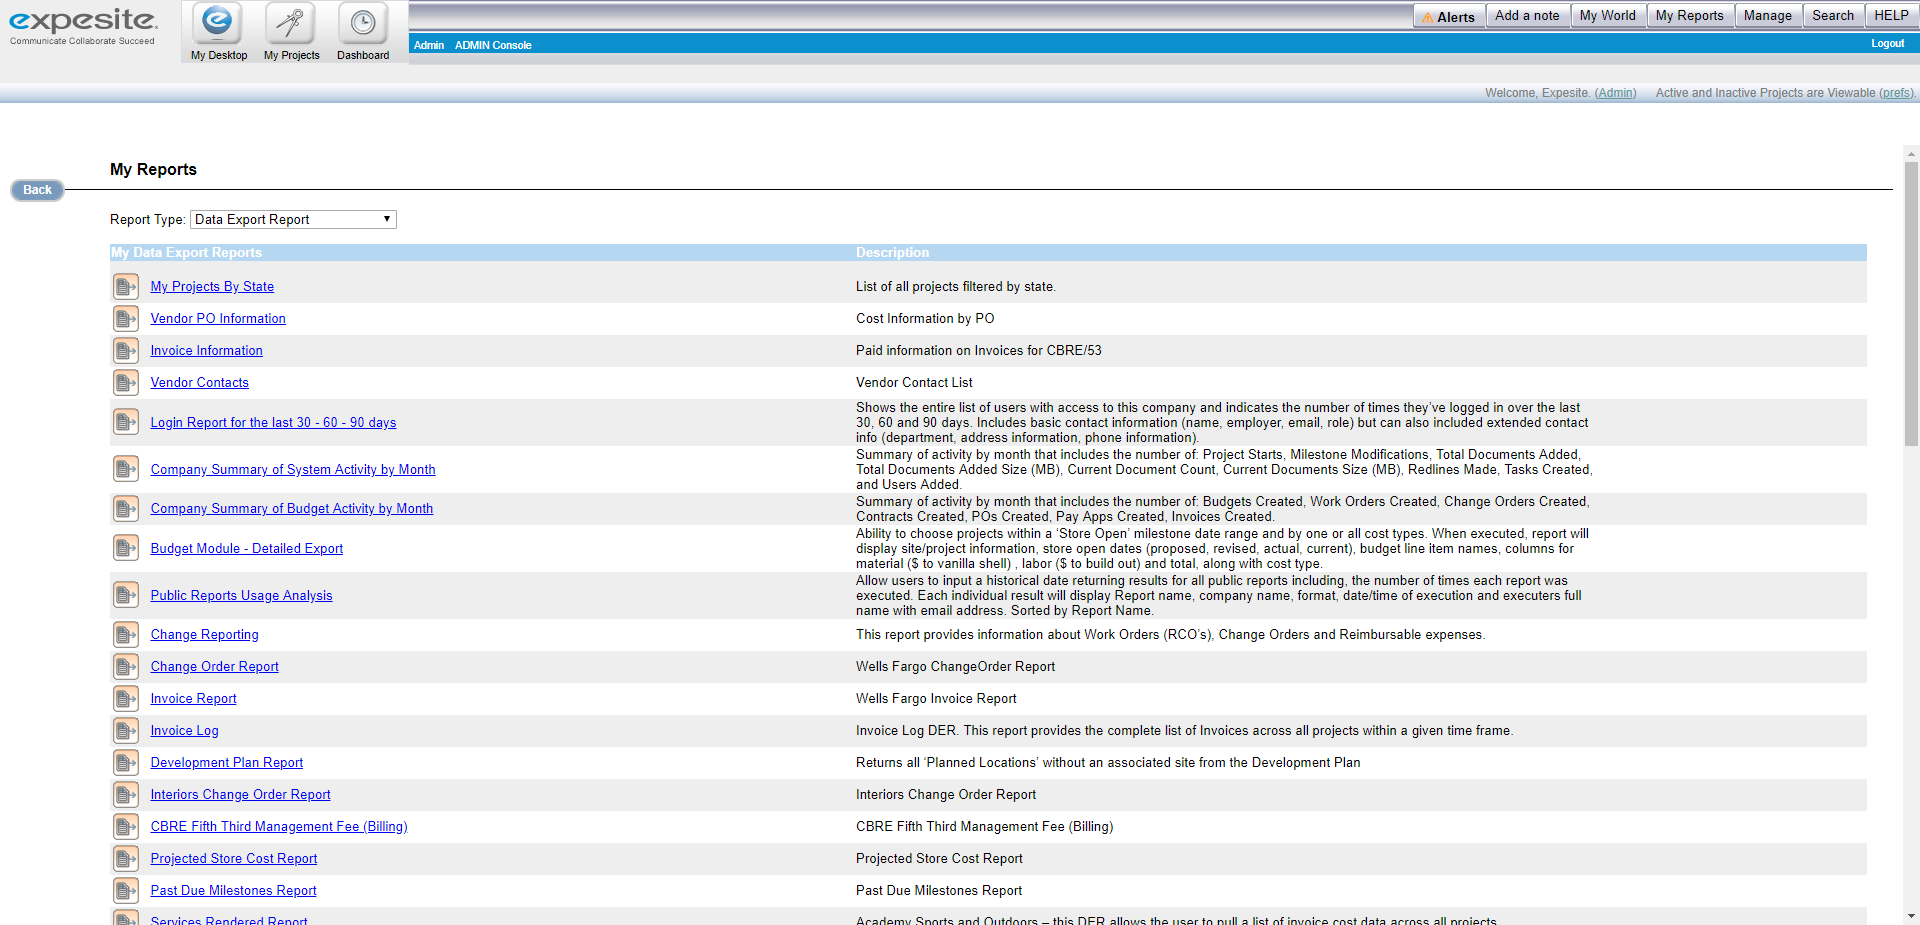 expesite.
Communicate Collaborate Succeed
My Desktop
My Projects
Dashboard
Alerts
Add a note
My World
My Reports
Manage
Search
HELP
Admin
ADMIN Console
Logout
Welcome, Expesite. (Admin)
Active and Inactive Projects are Viewable (prefs).
My Reports
Back
Report Type: Data Export Report
My Data Export Reports
Description
My Projects By State
List of all projects filtered by state.
Vendor PO Information
Cost Information by PO
Invoice Information
Paid information on Invoices for CBRE/53
Vendor Contacts
Vendor Contact List
Login Report for the last 30 - 60 - 90 days
Shows the entire list of users with access to this company and indicates the number of times they've logged in over the last
30, 60 and 90 days. Includes basic contact information (name, employer, email, role) but can also included extended contact
info (department, address information, phone information).
Company Summary of System Activity by Month
Summary of activity by month that includes the number of: Project Starts, Milestone Modifications, Total Documents Added,
Total Documents Added Size (MB), Current Document Count, Current Documents Size (MB), Redlines Made, Tasks Created,
and Users Added.
Company Summary of Budget Activity by Month
Summary of activity by month that includes the number of: Budgets Created, Work Orders Created, Change Orders Created,
Contracts Created, POs Created, Pay Apps Created, Invoices Created.
Budget Module - Detailed Export
Ability to choose projects within a 'Store Open' milestone date range and by one or all cost types. When executed, report will
display site/project information, store open dates (proposed, revised, actual, current), budget line item names, columns for
material ($ to vanilla shell) , labor ($ to build out) and total, along with cost type.
Public Reports Usage Analysis
Allow users to input a historical date returning results for all public reports including, the number of times each report was
executed. Each individual result will display Report name, company name, format, date/time of execution and executers full
name with email address. Sorted by Report Name.
Change Reporting
This report provides information about Work Orders (RCO's), Change Orders and Reimbursable expenses.
Change Order Report
Wells Fargo ChangeOrder Report
Invoice Report
Wells Fargo Invoice Report
Invoice Log
Invoice Log DER. This report provides the complete list of Invoices across all projects within a given time frame.
Development Plan Report
Returns all 'Planned Locations' without an associated site from the Development Plan
Interiors Change Order Report
Interiors Change Order Report
CBRE Fifth Third Management Fee (Billing)
CBRE Fifth Third Management Fee (Billing)
Projected Store Cost Report
Projected Store Cost Report
Past Due Milestones Report
Past Due Milestones Report
Services Rendered Report
Academy Sports and Outdoors – this DER allows the user to pull a list of invoice cost data across all projects